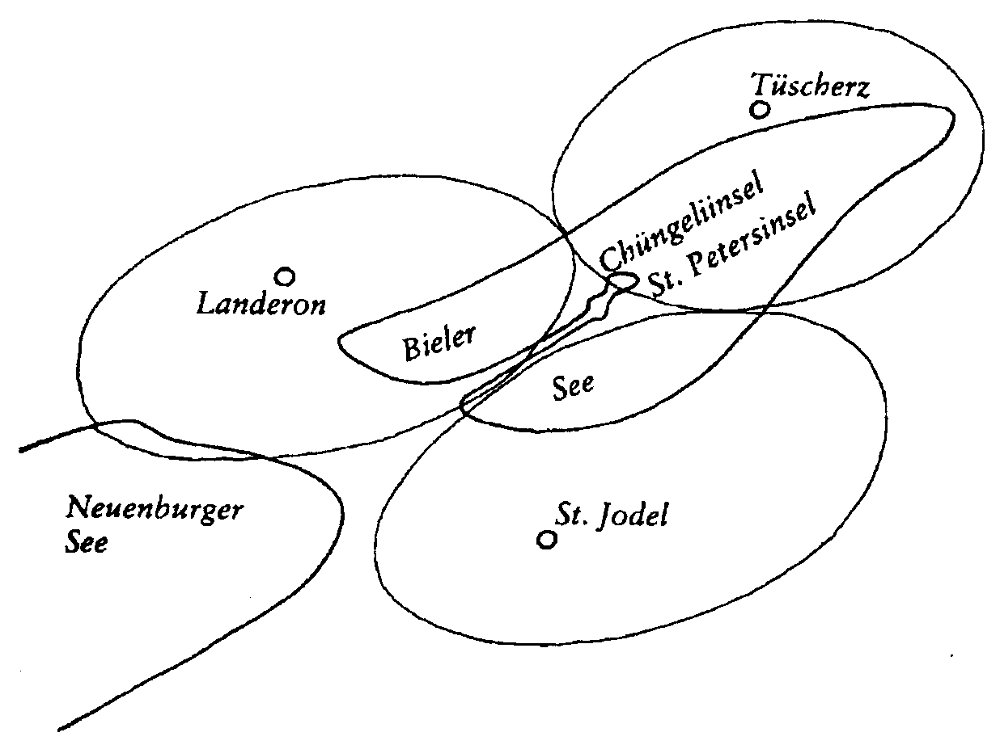 Tüscherz
Chüngeliinsel
St. Petersinsel
Landeron
Bieler
See
Neuenburger
See
St. Jodel